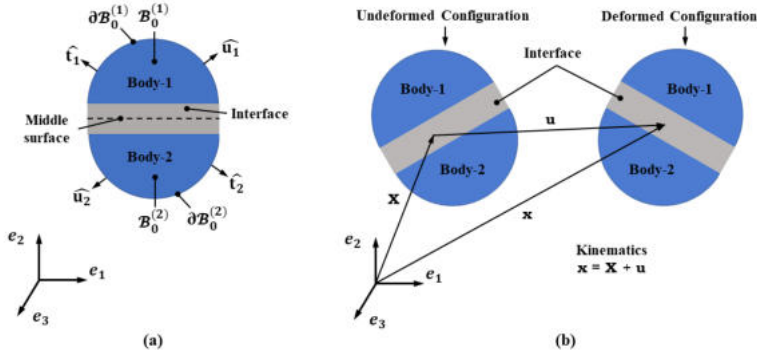 ∂ℬ₀⁽¹⁾ ℬ₀⁽¹⁾
t̂₁ û₁
Body-1
Middle
surface
Interface
Body-2
û₂ t̂₂
ℬ₀⁽²⁾ ∂ℬ₀⁽²⁾
e₂
e₁
e₃
(a)
Undeformed Configuration
Deformed Configuration
Interface
Body-1
Body-1
u
Body-2
Body-2
X
x
e₂
e₁
e₃
Kinematics
x = X + u
(b)